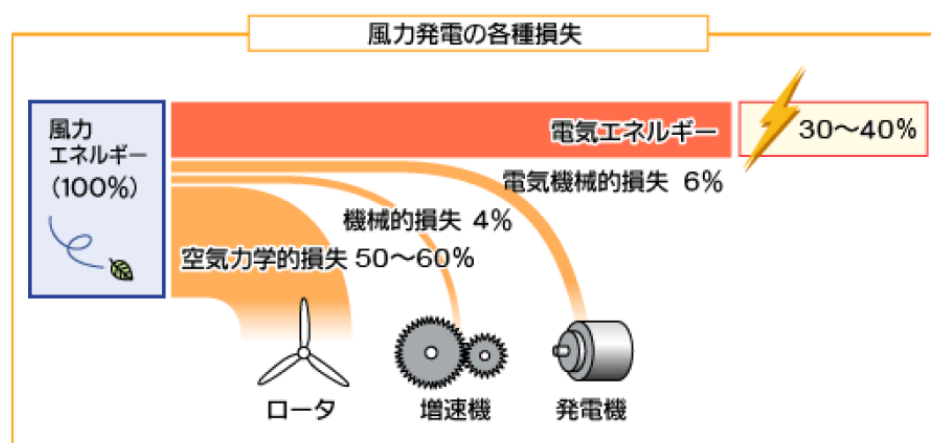 風力発電の各種損失
風力
エネルギー
(100%)
電気エネルギー
30〜40%
電気機械的損失 6%
機械的損失 4%
空気力学的損失 50〜60%
ロータ
増速機
発電機